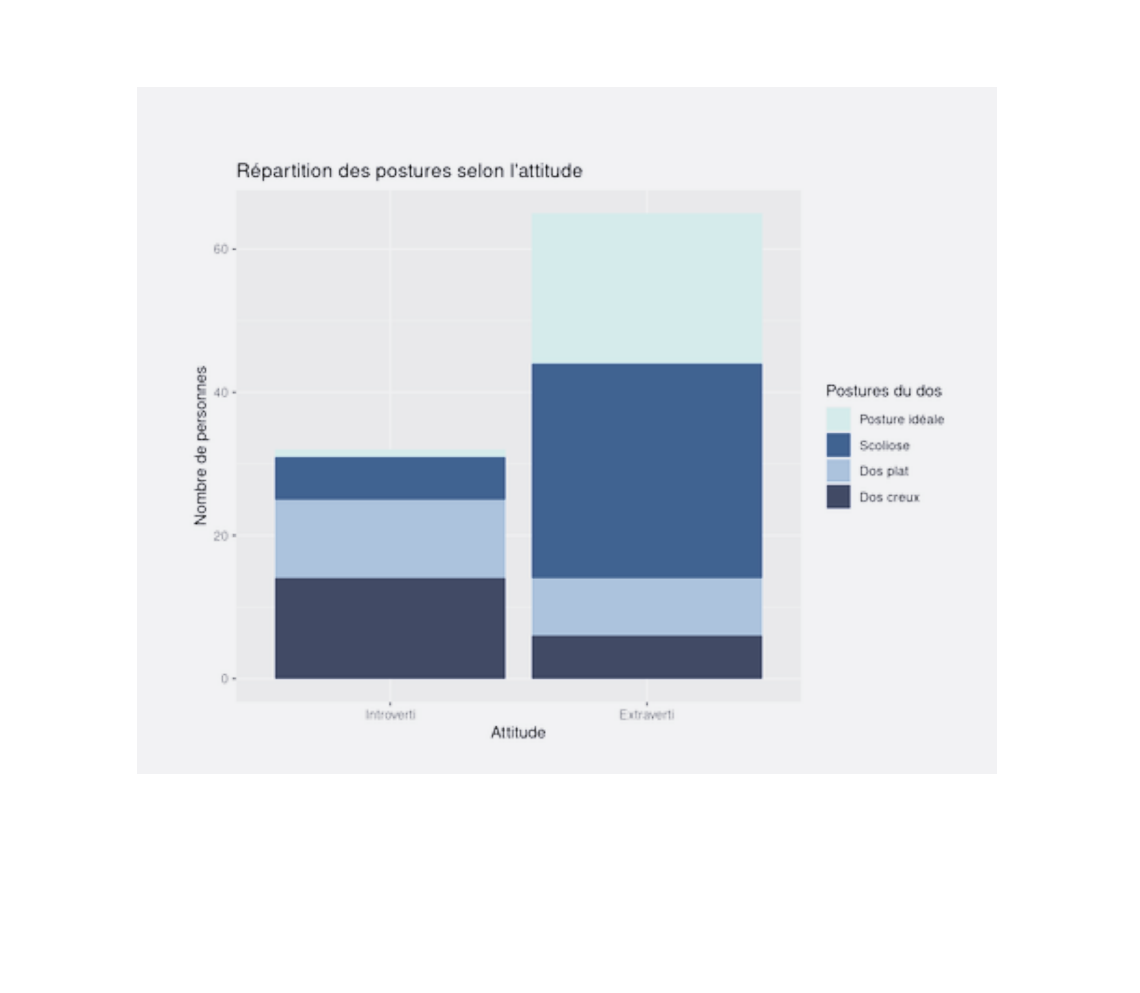 Répartition des postures selon l'attitude
60
40
20
0
Nombre de personnes
Introverti
Extraverti
Attitude
Postures du dos
Posture idéale
Scoliose
Dos plat
Dos creux